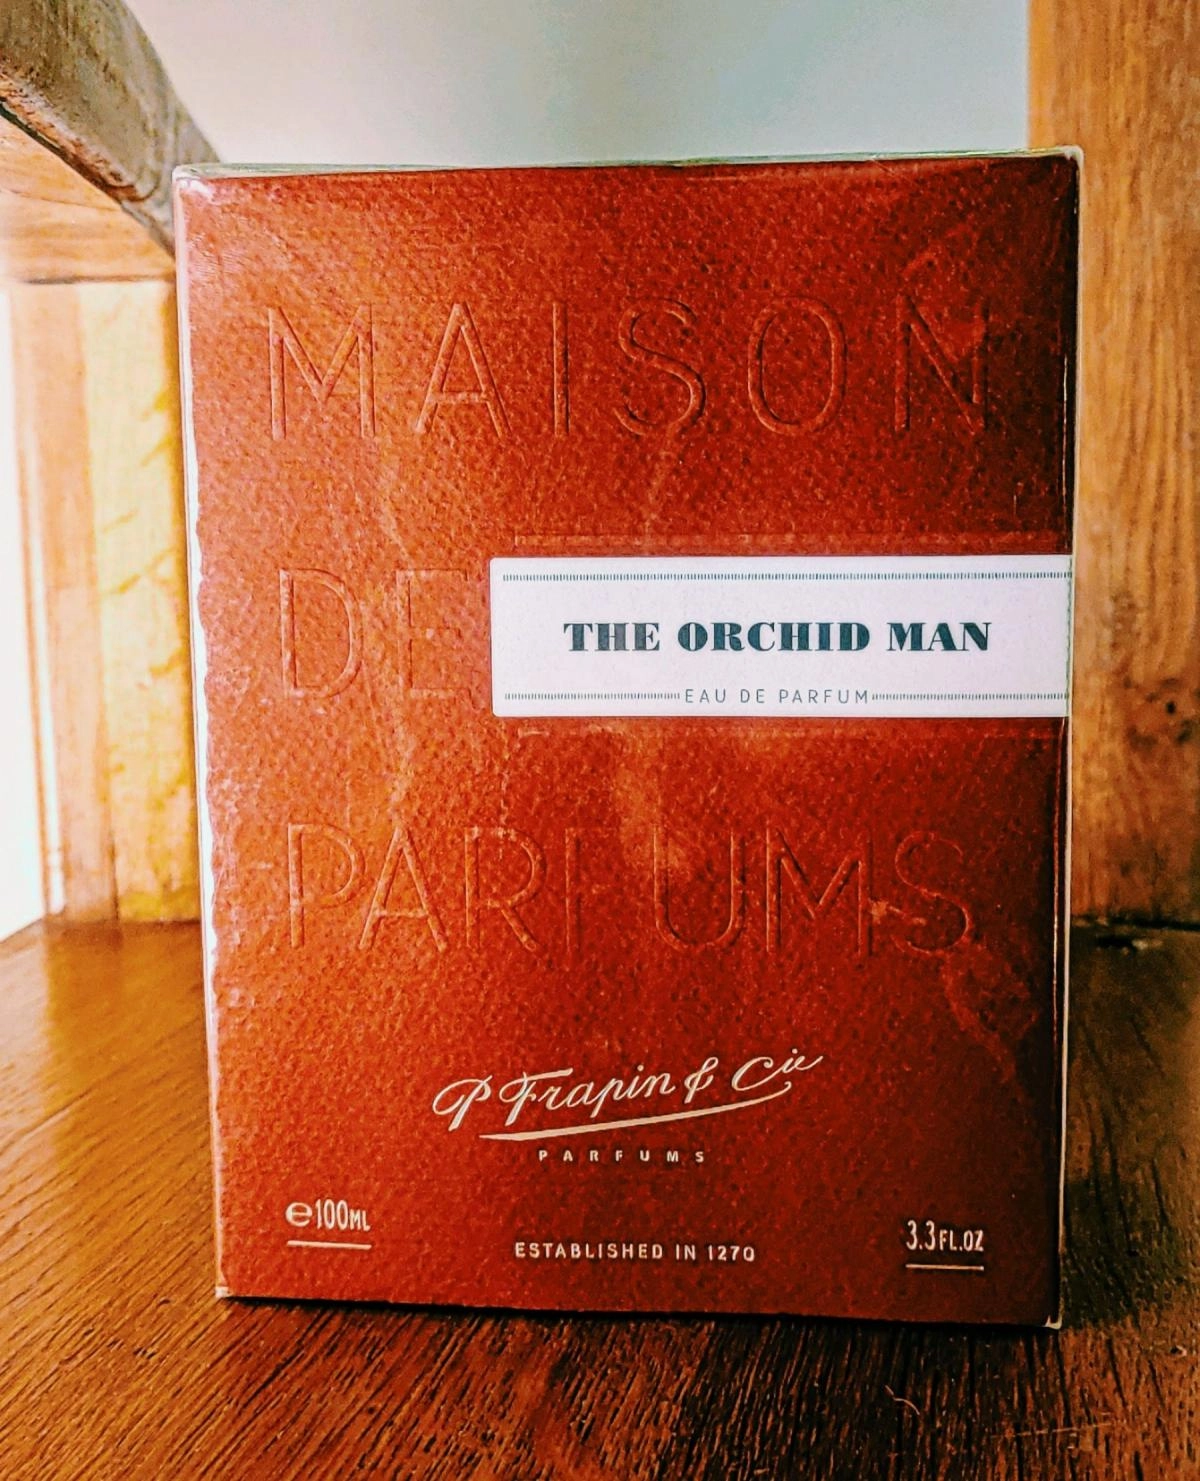 MAISON
DE
THE ORCHID MAN
EAU DE PARFUM
PARFUMS
P Frapin & Cie
PARFUMS
e100ML
ESTABLISHED IN 1270
3.3FL.OZ